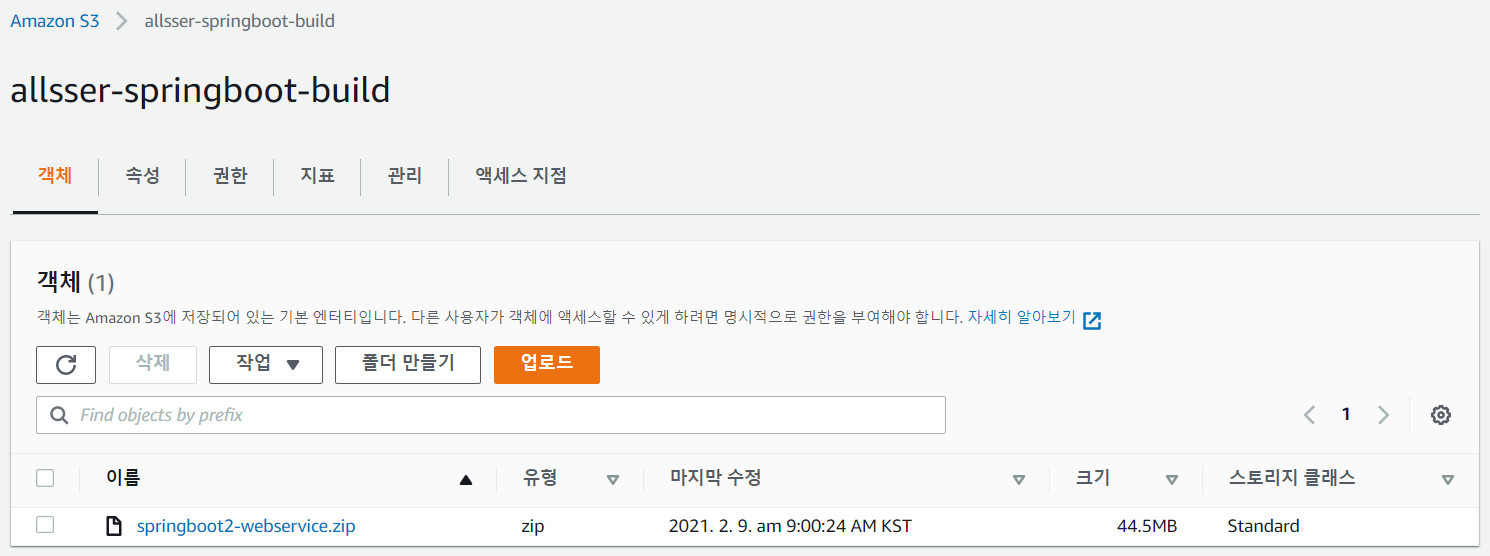 Amazon S3 > allsser-springboot-build
allsser-springboot-build
객체 속성 권한 지표 관리 액세스 지점
객체 (1)
객체는 Amazon S3에 저장되어 있는 기본 엔터티입니다. 다른 사용자가 객체에 액세스할 수 있게 하려면 명시적으로 권한을 부여해야 합니다. 자세히 알아보기
삭제 작업 폴더 만들기 업로드
Find objects by prefix 1
이름 유형 마지막 수정 크기 스토리지 클래스
springboot2-webservice.zip zip 2021. 2. 9. am 9:00:24 AM KST 44.5MB Standard